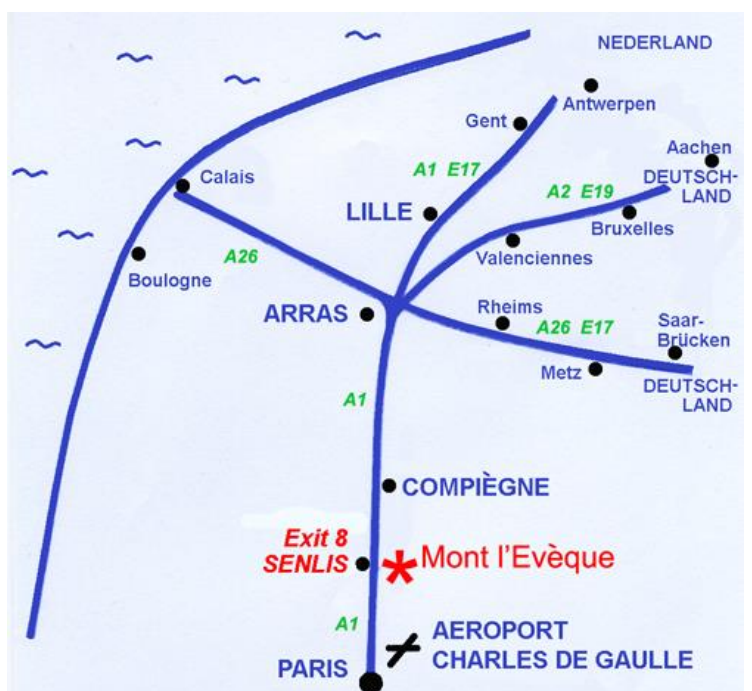 NEDERLAND
Antwerpen
Gent
Aachen
DEUTSCH-
LAND
A1 E17
A2 E19
Calais
LILLE
Bruxelles
Valenciennes
A26
Boulogne
Rheims
ARRAS
A26 E17
Saar-
Brücken
Metz
DEUTSCH-
LAND
A1
COMPIÈGNE
Exit 8
SENLIS
Mont l'Evèque
A1
AEROPORT
CHARLES DE GAULLE
PARIS